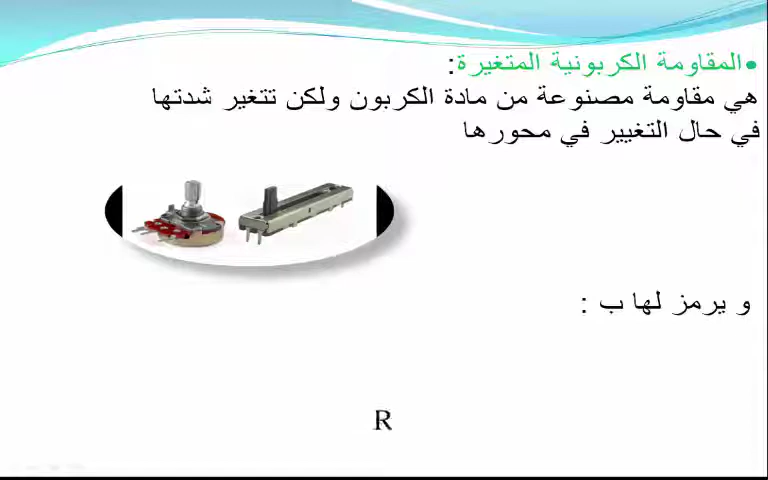 •المقاومة الكربونية المتغيرة:
هي مقاومة مصنوعة من مادة الكربون ولكن تتغير شدتها
في حال التغيير في محورها
و يرمز لها ب :
R